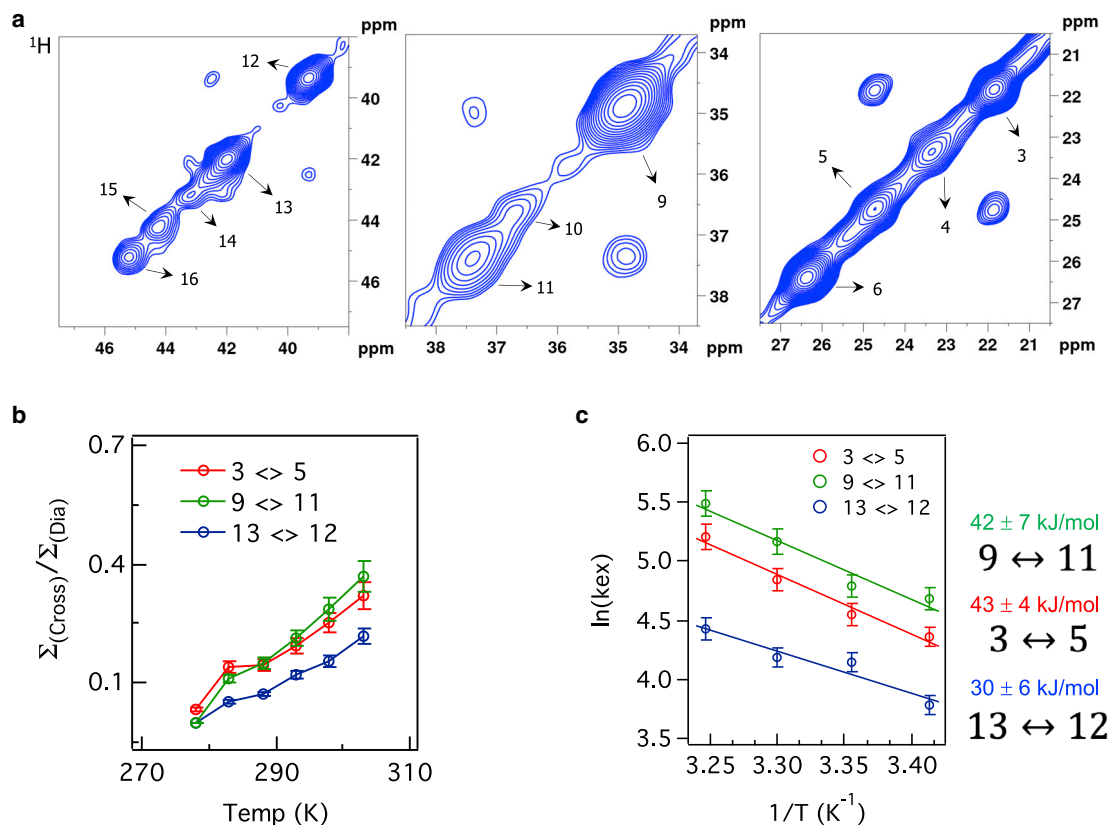 a
¹H
ppm
ppm
ppm
12
40
42
44
46
15
13
14
16
46 44 42 40 ppm
34
35
36
37
38
9
10
11
38 37 36 35 34 ppm
21
22
23
24
25
26
27
5
3
4
6
27 26 25 24 23 22 21 ppm
b
Σ(Cross)/Σ(Dia)
0.7
0.4
0.1
3 <> 5
9 <> 11
13 <> 12
270 290 310
Temp (K)
c
ln(kex)
6.0
5.5
5.0
4.5
4.0
3.5
3 <> 5
9 <> 11
13 <> 12
3.25 3.30 3.35 3.40
1/T (K⁻¹)
42 ± 7 kJ/mol
9 ↔ 11
43 ± 4 kJ/mol
3 ↔ 5
30 ± 6 kJ/mol
13 ↔ 12